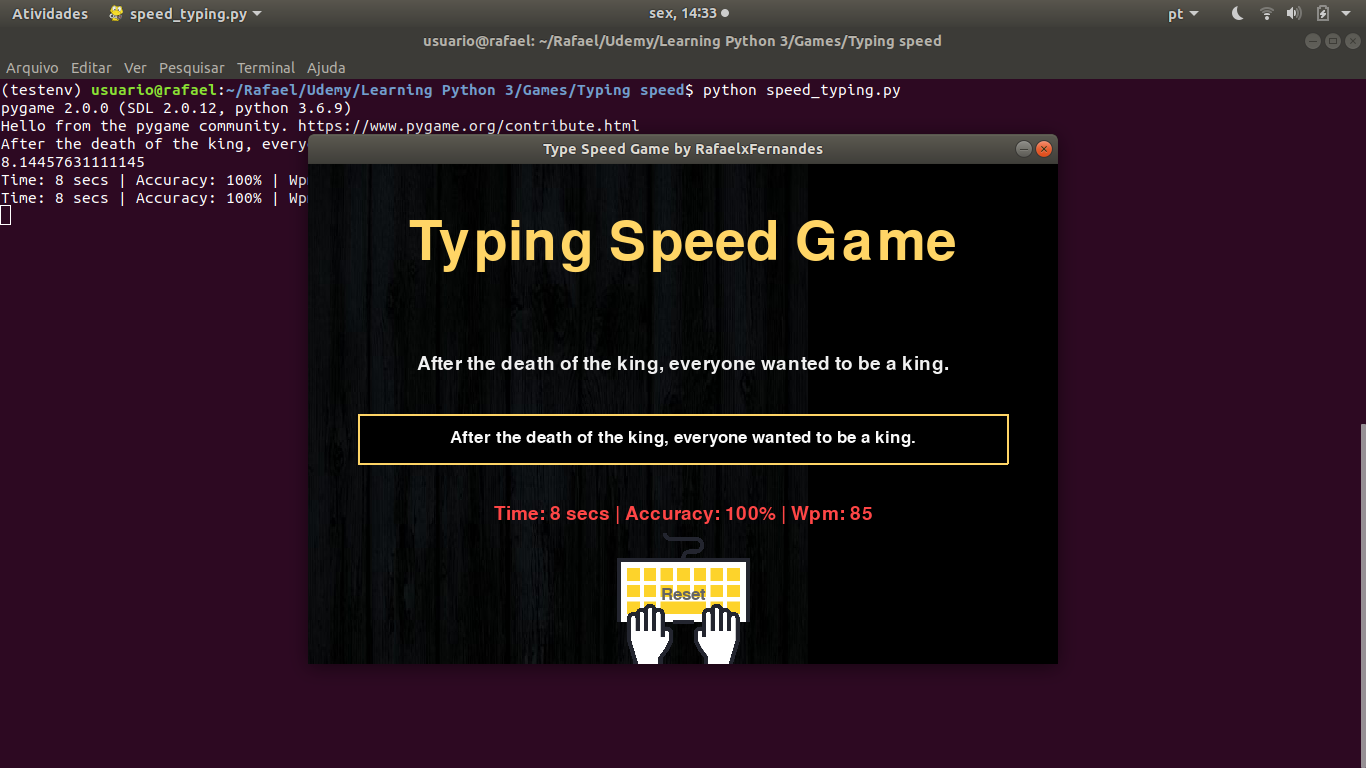 Atividades speed_typing.py sex, 14:33 pt
usuario@rafael: ~/Rafael/Udemy/Learning Python 3/Games/Typing speed
Arquivo Editar Ver Pesquisar Terminal Ajuda
(testenv) usuario@rafael:~/Rafael/Udemy/Learning Python 3/Games/Typing speed$ python speed_typing.py
pygame 2.0.0 (SDL 2.0.12, python 3.6.9)
Hello from the pygame community. https://www.pygame.org/contribute.html
After the death of the king, every
8.14457631111145
Time: 8 secs | Accuracy: 100% | Wp
Time: 8 secs | Accuracy: 100% | Wp
Type Speed Game by RafaelxFernandes
Typing Speed Game
After the death of the king, everyone wanted to be a king.
After the death of the king, everyone wanted to be a king.
Time: 8 secs | Accuracy: 100% | Wpm: 85
Reset